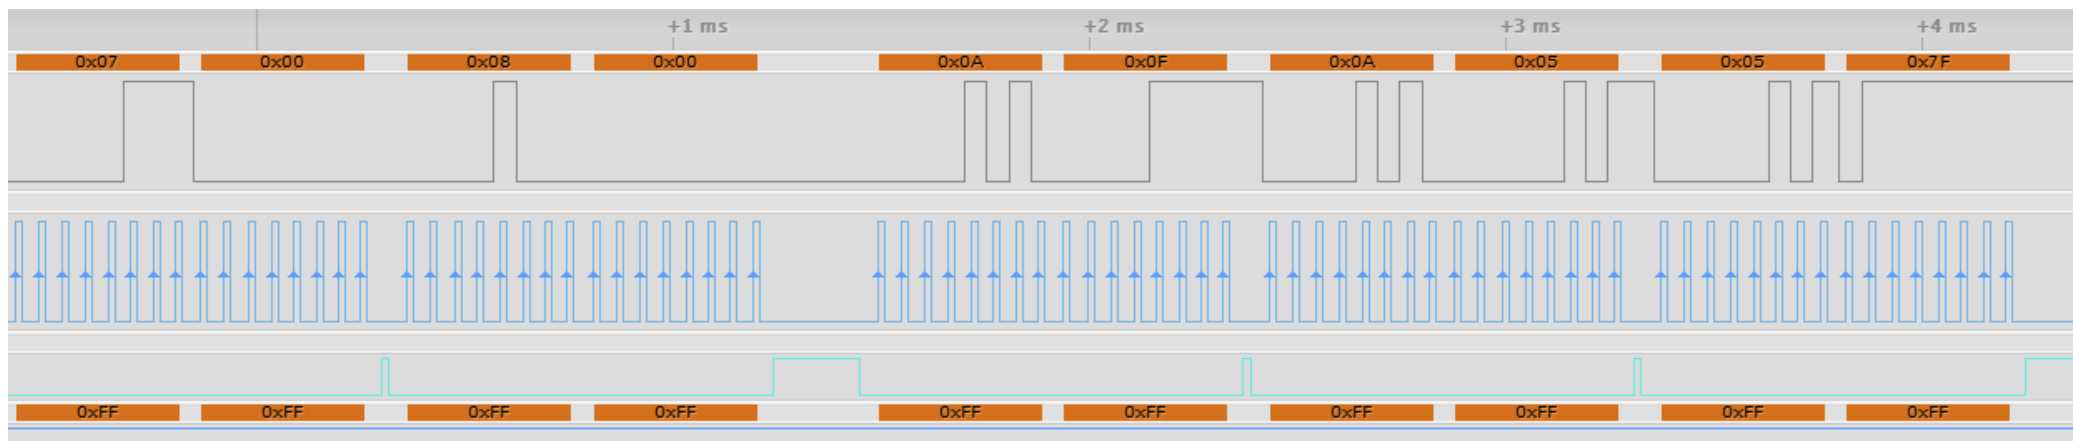 +1 ms +2 ms +3 ms +4 ms
0x07 0x00 0x08 0x00 0x0A 0x0F 0x0A 0x05 0x05 0x7F
0xFF 0xFF 0xFF 0xFF 0xFF 0xFF 0xFF 0xFF 0xFF 0xFF